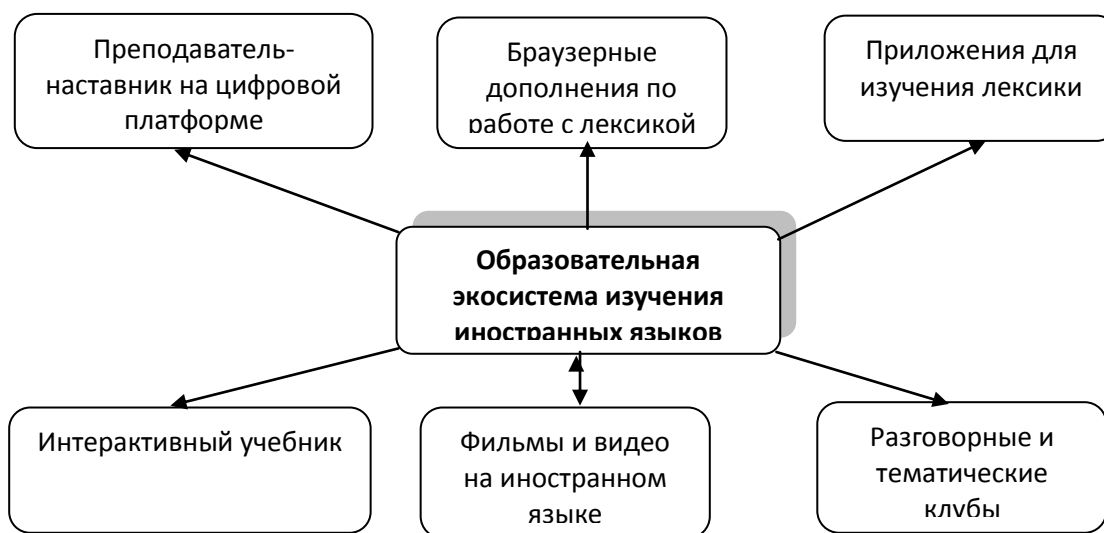 Преподаватель-
наставник на цифровой
платформе
Браузерные
дополнения по
работе с лексикой
Приложения для
изучения лексики
Образовательная
экосистема изучения
иностранных языков
Интерактивный учебник
Фильмы и видео
на иностранном
языке
Разговорные и
тематические
клубы